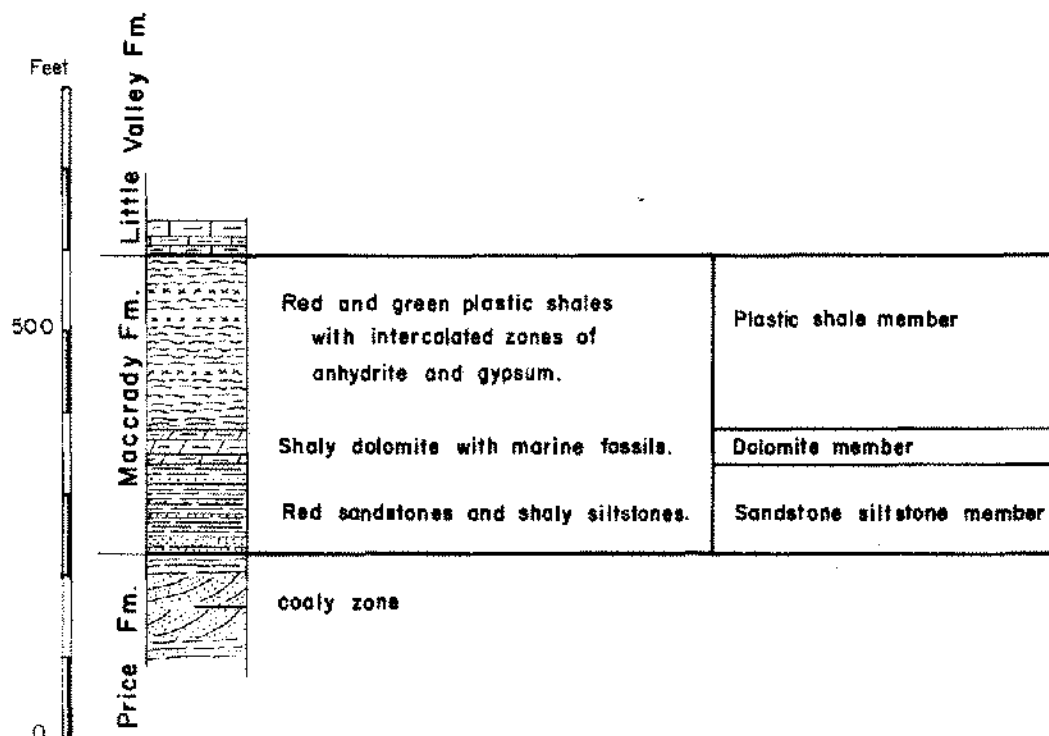 Feet
500
0
Little Valley Fm.
Maccrady Fm.
Price Fm.
Red and green plastic shales
with intercalated zones of
anhydrite and gypsum.
Plastic shale member
Shaly dolomite with marine fossils.
Dolomite member
Red sandstones and shaly siltstones.
Sandstone siltstone member
coaly zone